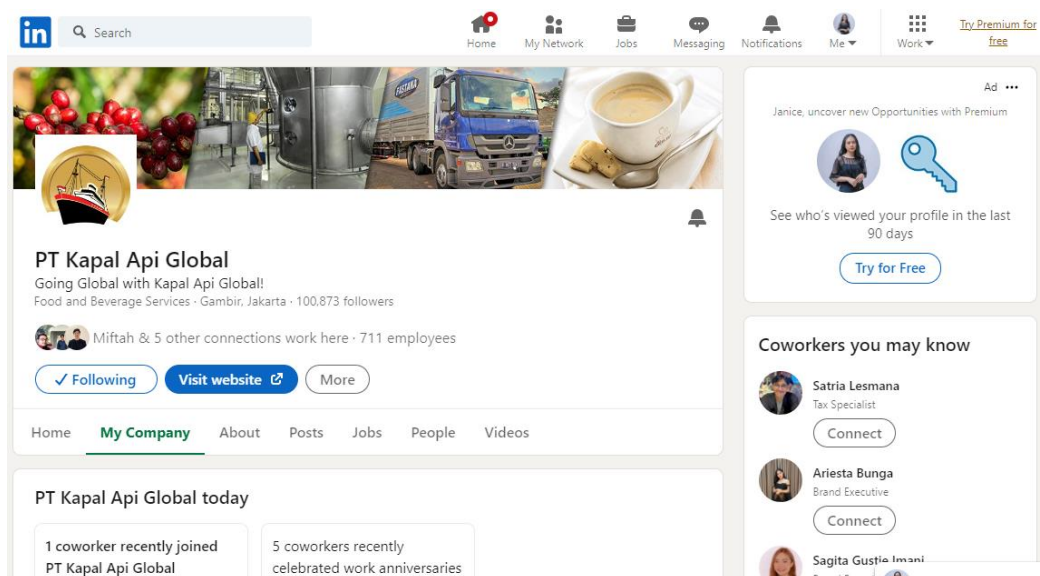 in
Search
Home
My Network
Jobs
Messaging
Notifications
Me
Work
Try Premium for
free
FASTANA
PT Kapal Api Global
Going Global with Kapal Api Global!
Food and Beverage Services · Gambir, Jakarta · 100,873 followers
Miftah & 5 other connections work here · 711 employees
✓ Following
Visit website
More
Home
My Company
About
Posts
Jobs
People
Videos
PT Kapal Api Global today
1 coworker recently joined
PT Kapal Api Global
5 coworkers recently
celebrated work anniversaries
Ad
Janice, uncover new Opportunities with Premium
See who's viewed your profile in the last
90 days
Try for Free
Coworkers you may know
Satria Lesmana
Tax Specialist
Connect
Ariesta Bunga
Brand Executive
Connect
Sagita Gustie Imani